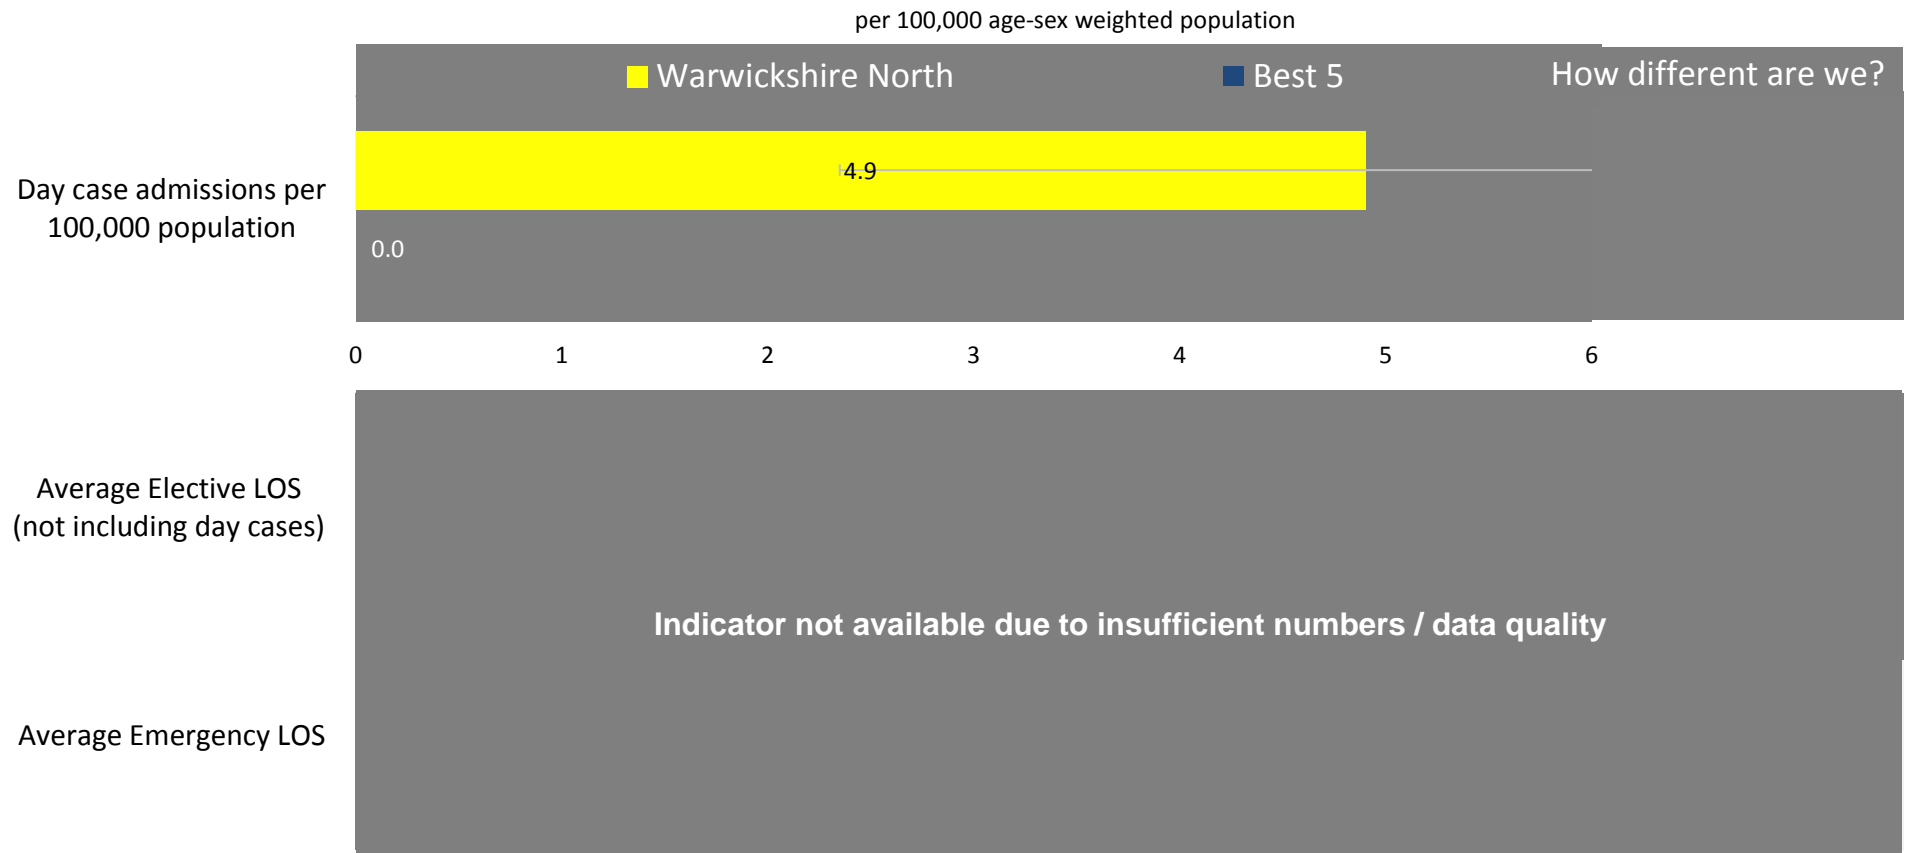 per 100,000 age-sex weighted population
Warwickshire North
Best 5
How different are we?
Day case admissions per
100,000 population
4.9
0.0
0 1 2 3 4 5 6
Average Elective LOS
(not including day cases)
Indicator not available due to insufficient numbers / data quality
Average Emergency LOS